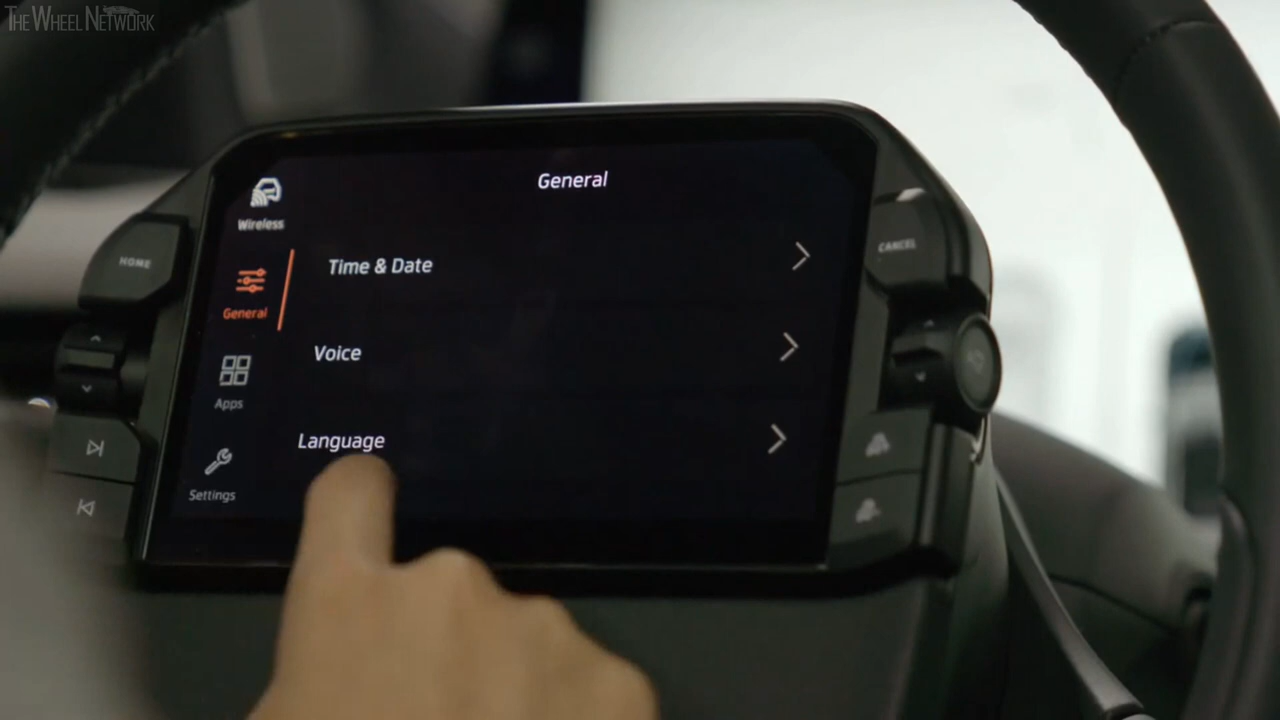 THE WHEEL NETWORK
General
Wireless
HOME
CANCEL
Time & Date
General
Voice
Apps
Language
Settings